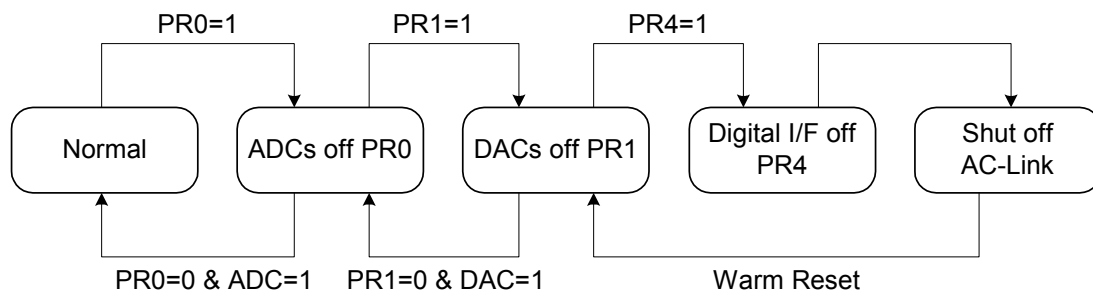 PR0=1
PR1=1
PR4=1
Normal
ADCs off PR0
DACs off PR1
Digital I/F off
PR4
Shut off
AC-Link
PR0=0 & ADC=1
PR1=0 & DAC=1
Warm Reset